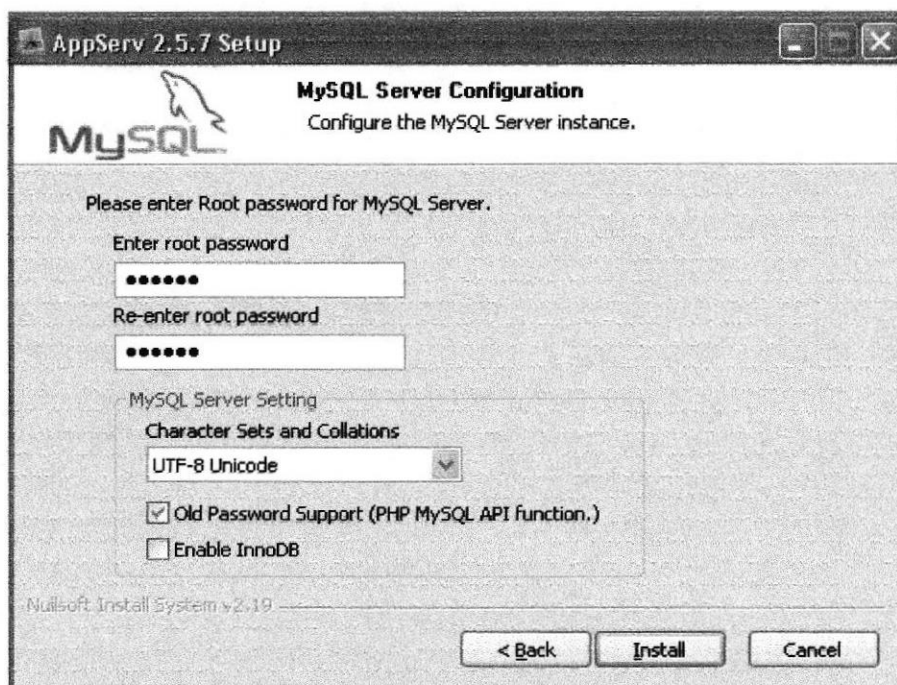 AppServ 2.5.7 Setup
MySQL
MySQL Server Configuration
Configure the MySQL Server instance.
Please enter Root password for MySQL Server.
Enter root password
••••••
Re-enter root password
••••••
MySQL Server Setting
Character Sets and Collations
UTF-8 Unicode
Old Password Support (PHP MySQL API function.)
Enable InnoDB
Nullsoft Install System v2.19
< Back Install Cancel